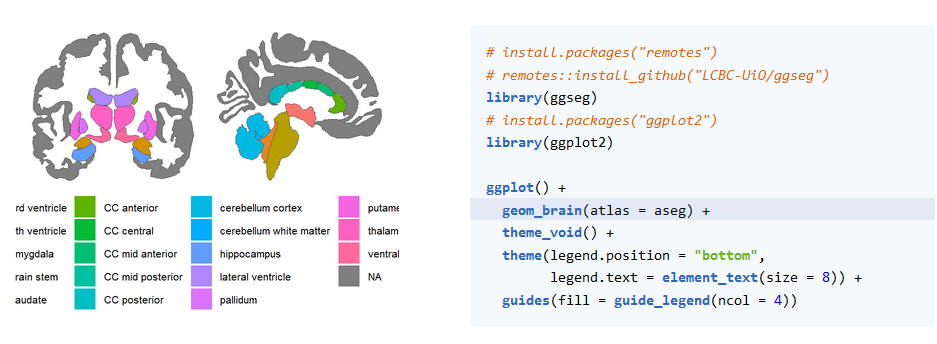 rd ventricle
CC anterior
cerebellum cortex
putame
th ventricle
CC central
cerebellum white matter
thalam
mygdala
CC mid anterior
hippocampus
ventral
rain stem
CC mid posterior
lateral ventricle
NA
audate
CC posterior
pallidum
# install.packages("remotes")
# remotes::install_github("LCBC-UiO/ggseg")
library(ggseg)
# install.packages("ggplot2")
library(ggplot2)
ggplot() +
geom_brain(atlas = aseg) +
theme_void() +
theme(legend.position = "bottom",
legend.text = element_text(size = 8)) +
guides(fill = guide_legend(ncol = 4))